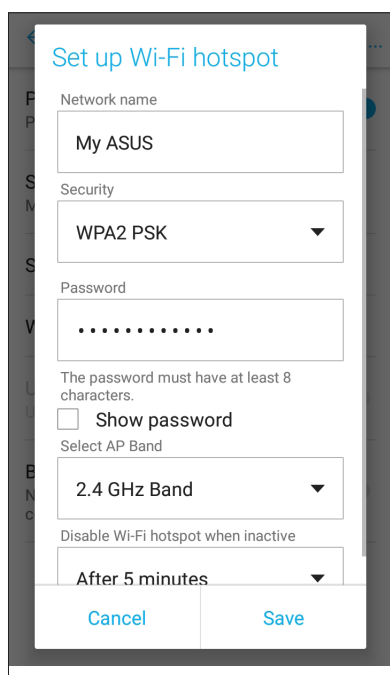 Set up Wi-Fi hotspot
Network name
My ASUS
Security
WPA2 PSK
Password
••••••••••••
The password must have at least 8
characters.
Show password
Select AP Band
2.4 GHz Band
Disable Wi-Fi hotspot when inactive
After 5 minutes
Cancel
Save